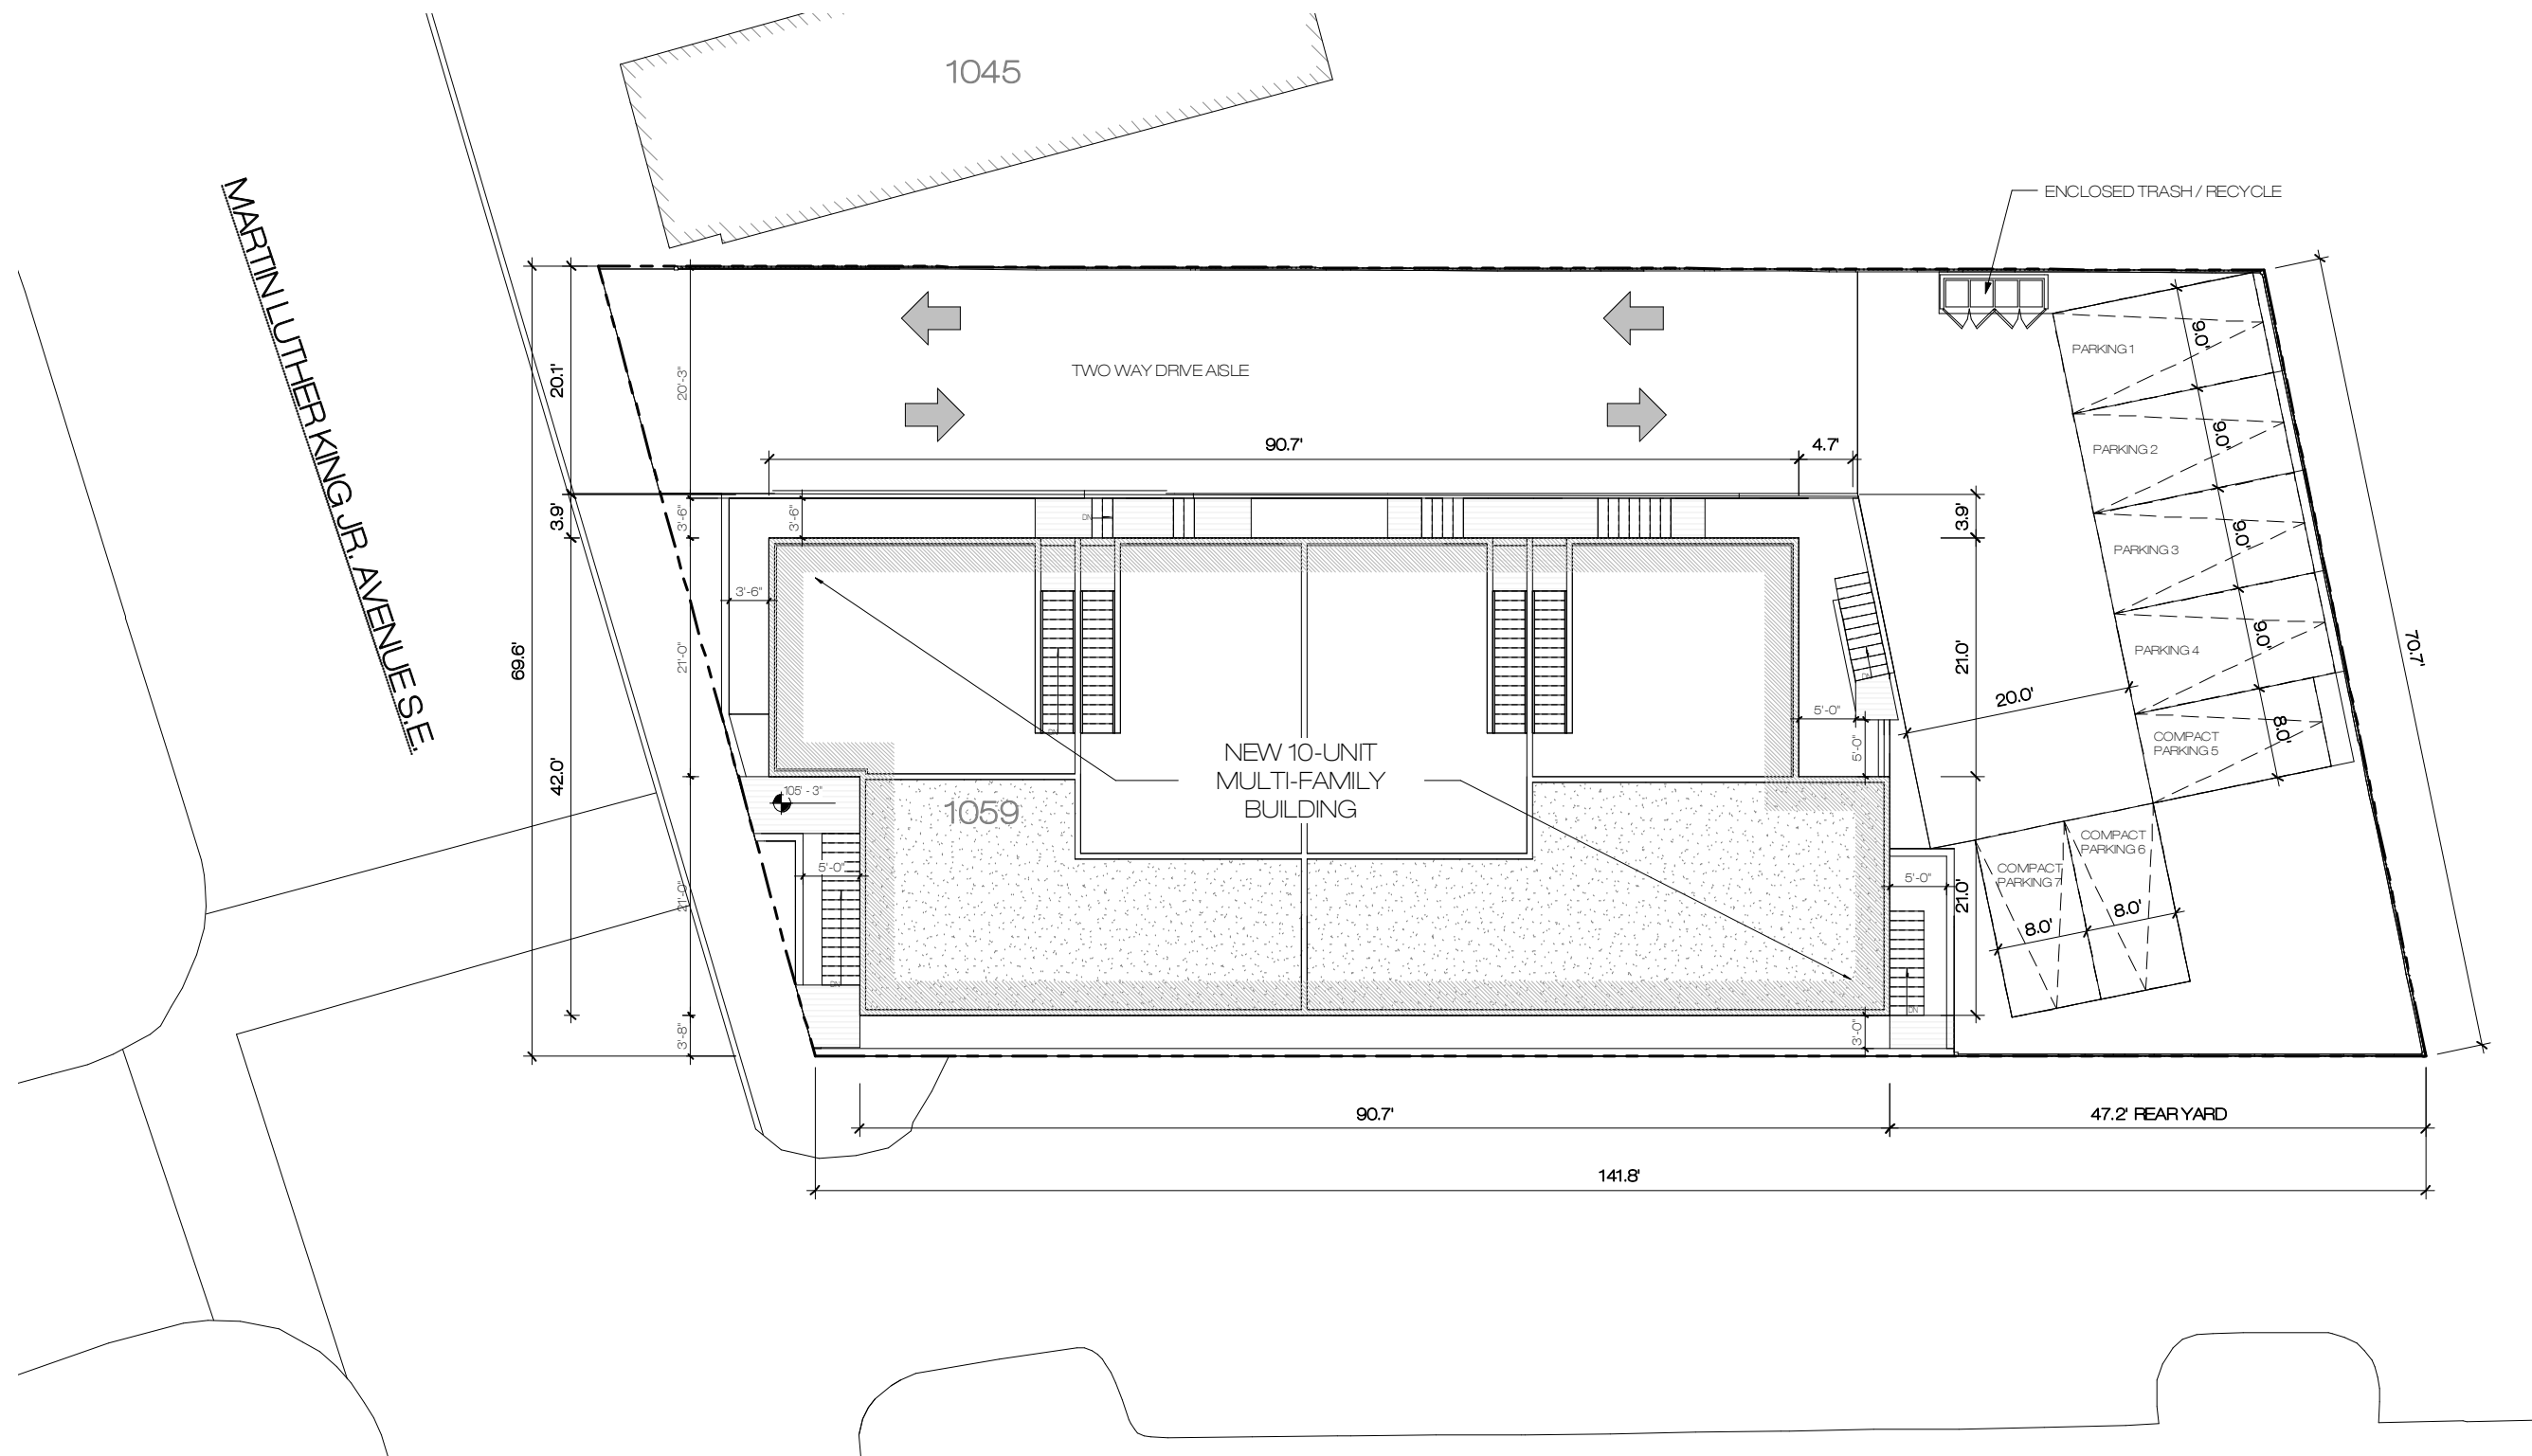 1045
MARTIN LUTHER KING JR. AVENUE S.E.
ENCLOSED TRASH / RECYCLE
20.1'
20'-3"
TWO WAY DRIVE AISLE
90.7'
4.7'
9.0'
PARKING 1
9.0'
PARKING 2
9.0'
PARKING 3
9.0'
PARKING 4
8.0'
COMPACT
PARKING 5
COMPACT
PARKING 6
COMPACT
PARKING 7
8.0'
8.0'
20.0'
70.7'
3.9'
3'-6"
3'-6"
DN
3.9'
3'-6"
69.6'
21'-0"
21.0'
DN
DN
5'-0"
5'-0"
42.0'
NEW 10-UNIT
MULTI-FAMILY
BUILDING
105' - 3"
1059
5'-0"
21'-0"
DN
5'-0"
21.0'
DN
3'-8"
3'-0"
90.7'
47.2' REAR YARD
141.8'